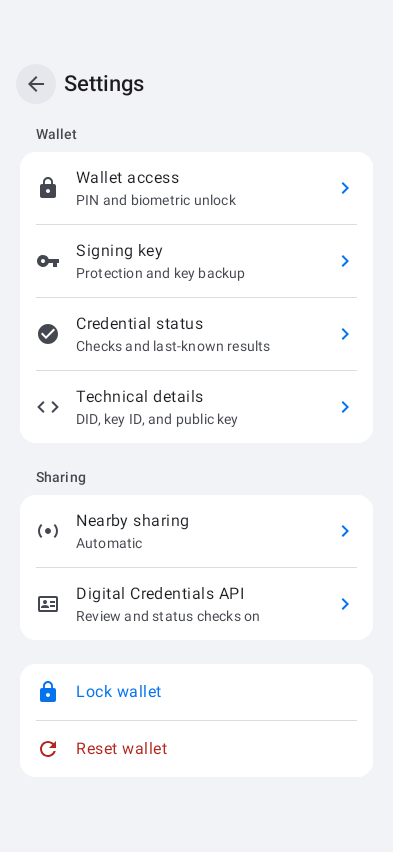 Settings
Wallet
Wallet access
PIN and biometric unlock
Signing key
Protection and key backup
Credential status
Checks and last-known results
Technical details
DID, key ID, and public key
Sharing
Nearby sharing
Automatic
Digital Credentials API
Review and status checks on
Lock wallet
Reset wallet